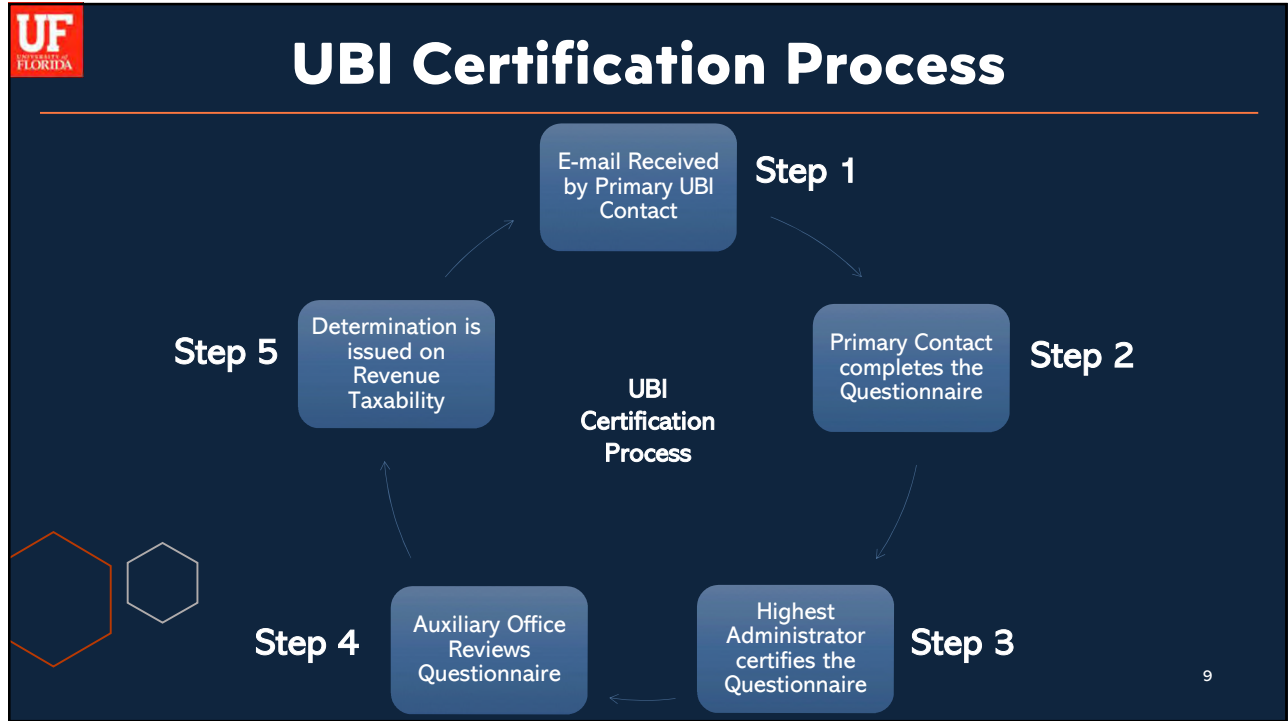 UF
UNIVERSITY of
FLORIDA
UBI Certification Process
E-mail Received
by Primary UBI
Contact
Step 1
Primary Contact
completes the
Questionnaire
Step 2
Highest
Administrator
certifies the
Questionnaire
Step 3
Auxiliary Office
Reviews
Questionnaire
Step 4
Determination is
issued on
Revenue
Taxability
Step 5
UBI
Certification
Process
9